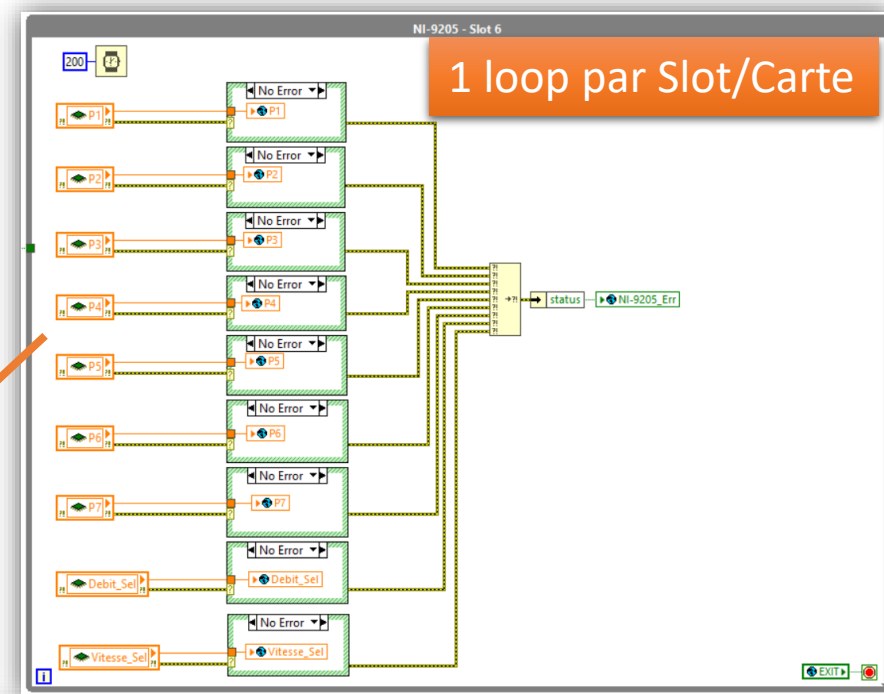 NI-9205 - Slot 6
1 loop par Slot/Carte
200
No Error
P1
P1
No Error
P2
P2
No Error
P3
P3
No Error
P4
P4
status
NI-9205_Err
No Error
P5
P5
No Error
P6
P6
No Error
P7
P7
No Error
Debit_Sel
Debit_Sel
No Error
Vitesse_Sel
Vitesse_Sel
i
EXIT